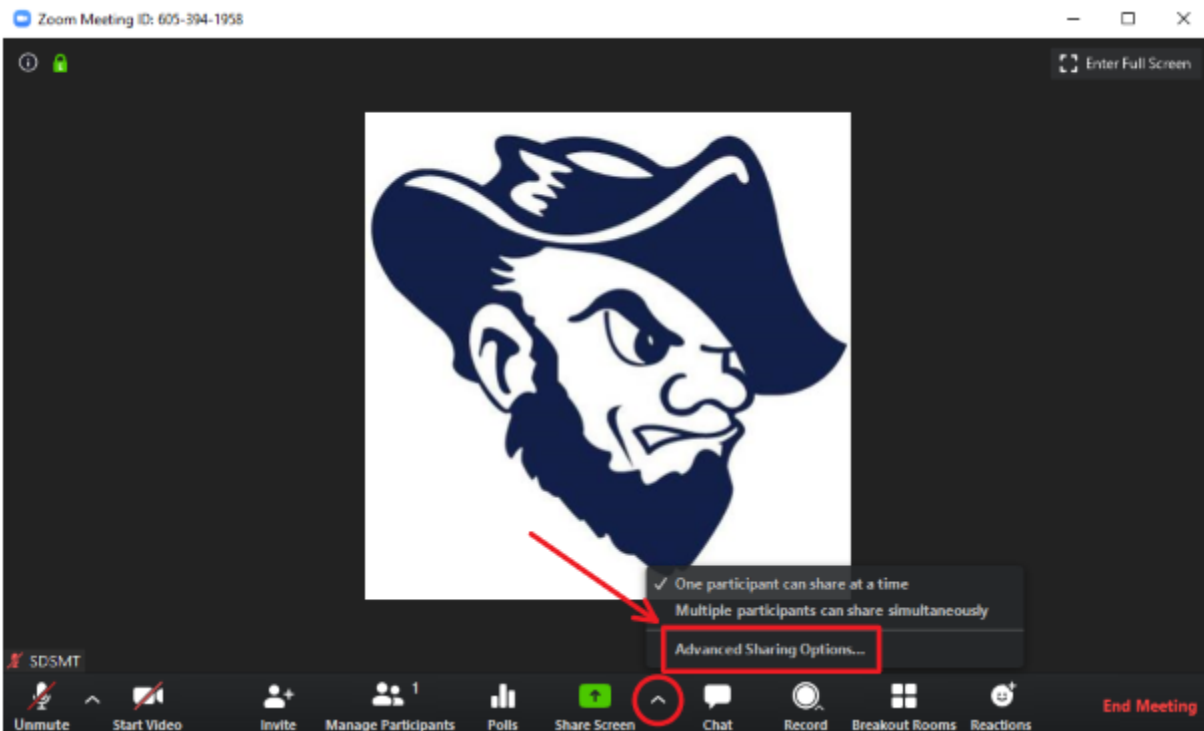 Zoom Meeting ID: 605-394-1958
Enter Full Screen
One participant can share at a time
Multiple participants can share simultaneously
Advanced Sharing Options...
SDSMT
1
Unmute Start Video Invite Manage Participants Polls Share Screen Chat Record Breakout Rooms Reactions End Meeting